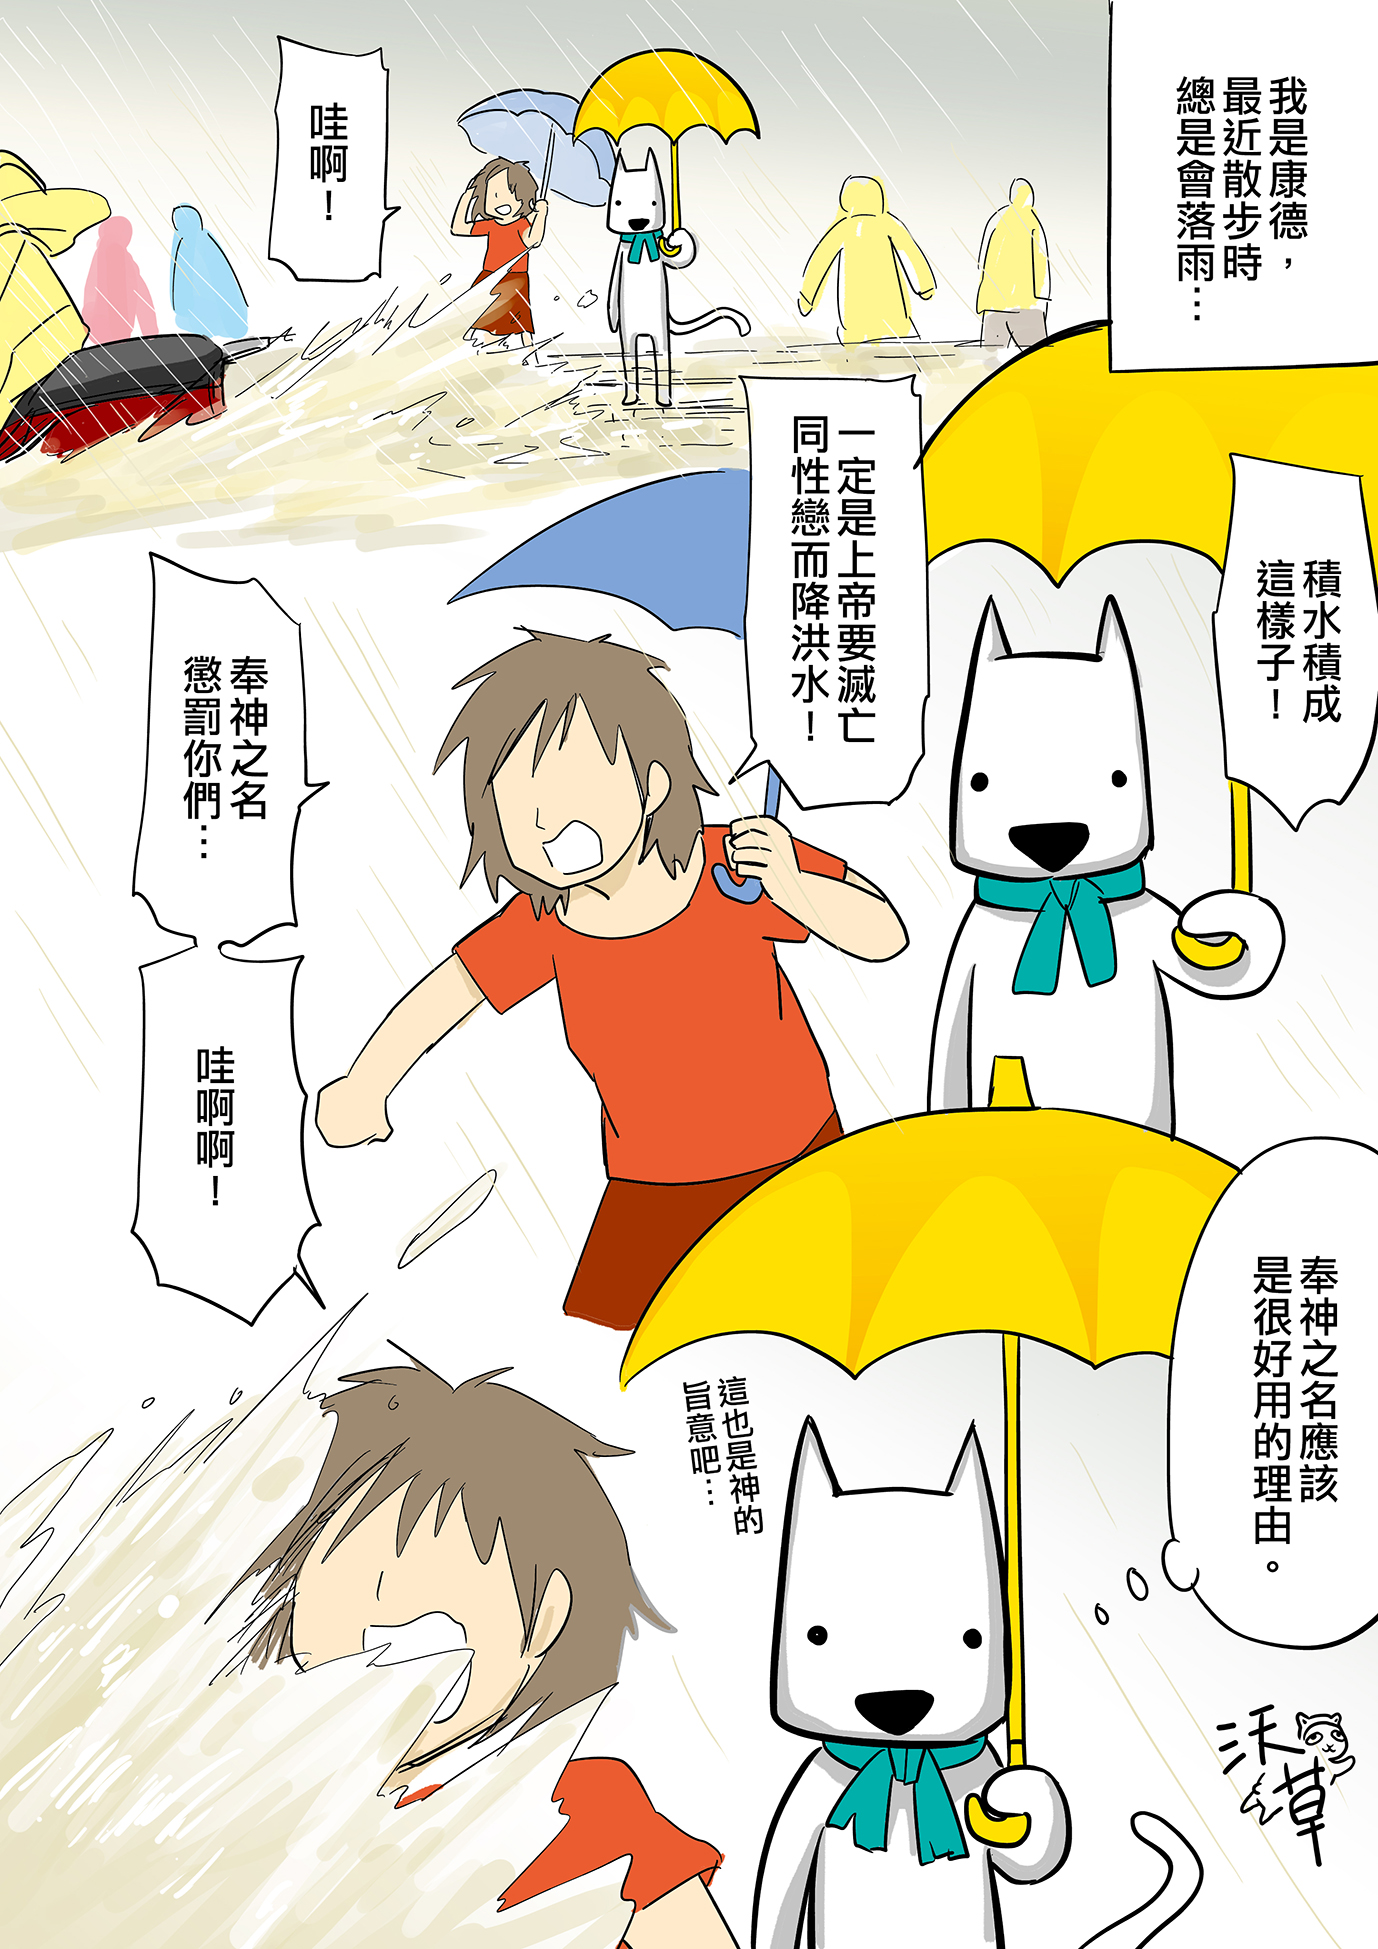 我是康德，
最近散步時
總是會落雨…
哇啊！
積水積成
這樣子！
一定是上帝要滅亡
同性戀而降洪水！
奉神之名
懲罰你們…
哇啊啊！
奉神之名應該
是很好用的理由。
這也是神的
旨意吧…
沃草